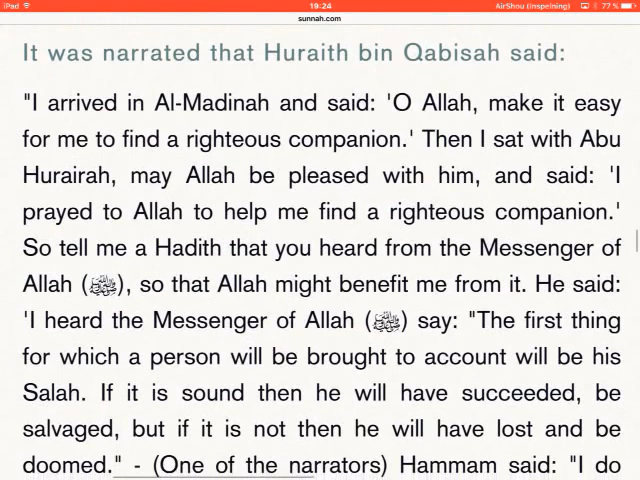 iPad 19:24 AirShou (Inspelning) 77 %
sunnah.com
It was narrated that Huraith bin Qabisah said:
"I arrived in Al-Madinah and said: 'O Allah, make it easy
for me to find a righteous companion.' Then I sat with Abu
Hurairah, may Allah be pleased with him, and said: 'I
prayed to Allah to help me find a righteous companion.'
So tell me a Hadith that you heard from the Messenger of
Allah (ﷺ), so that Allah might benefit me from it. He said:
'I heard the Messenger of Allah (ﷺ) say: "The first thing
for which a person will be brought to account will be his
Salah. If it is sound then he will have succeeded, be
salvaged, but if it is not then he will have lost and be
doomed." - (One of the narrators) Hammam said: "I do